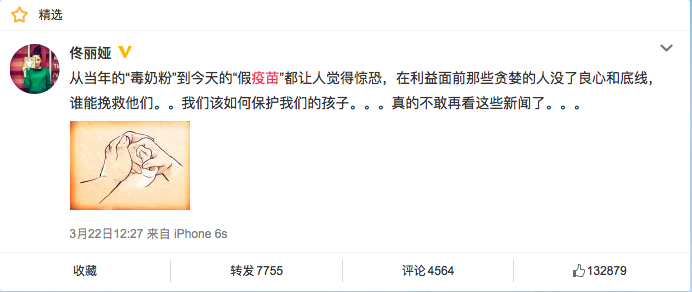 精选
佟丽娅
从当年的“毒奶粉”到今天的“假疫苗”都让人觉得惊恐，在利益面前那些贪婪的人没了良心和底线，
谁能挽救他们。。我们该如何保护我们的孩子。。。真的不敢再看这些新闻了。。。
3月22日12:27 来自 iPhone 6s
收藏 转发 7755 评论 4564 132879